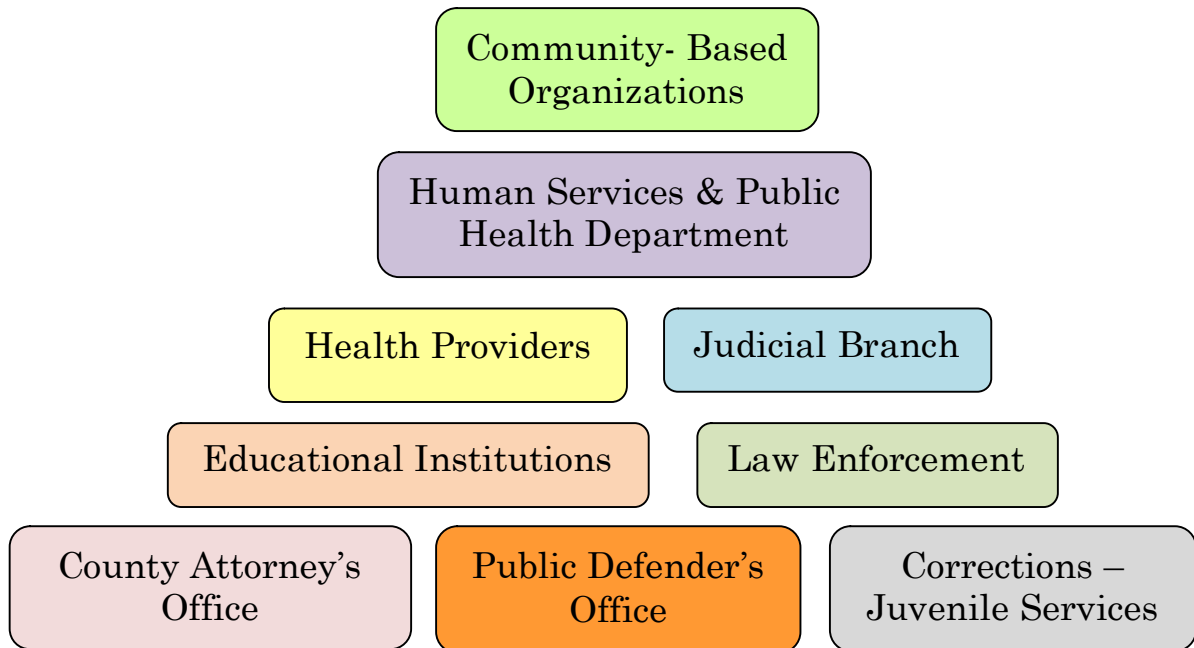 Community- Based
Organizations
Human Services & Public
Health Department
Health Providers
Judicial Branch
Educational Institutions
Law Enforcement
County Attorney’s
Office
Public Defender’s
Office
Corrections –
Juvenile Services